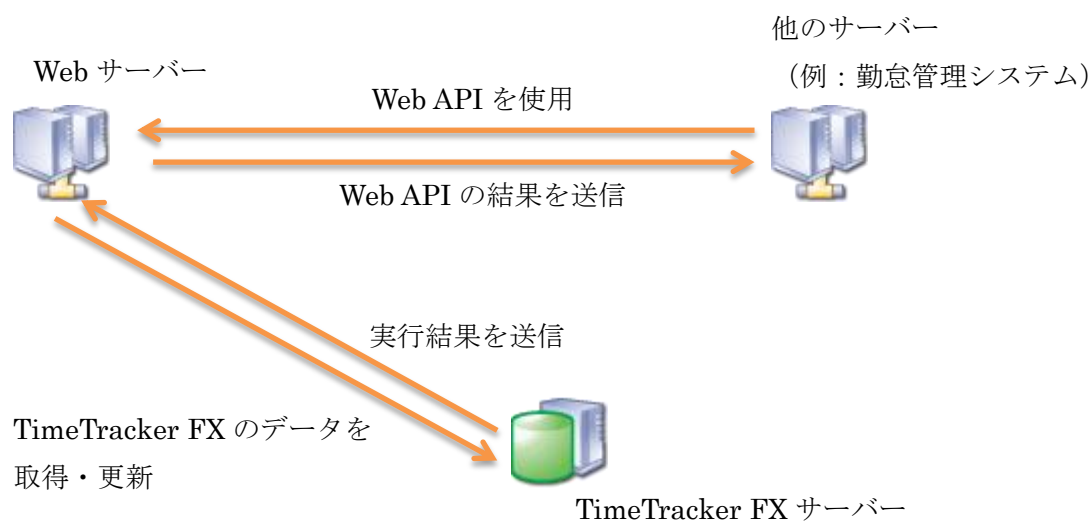 他のサーバー
（例：勤怠管理システム）
Web サーバー
Web API を使用
Web API の結果を送信
実行結果を送信
TimeTracker FX のデータを
取得・更新
TimeTracker FX サーバー